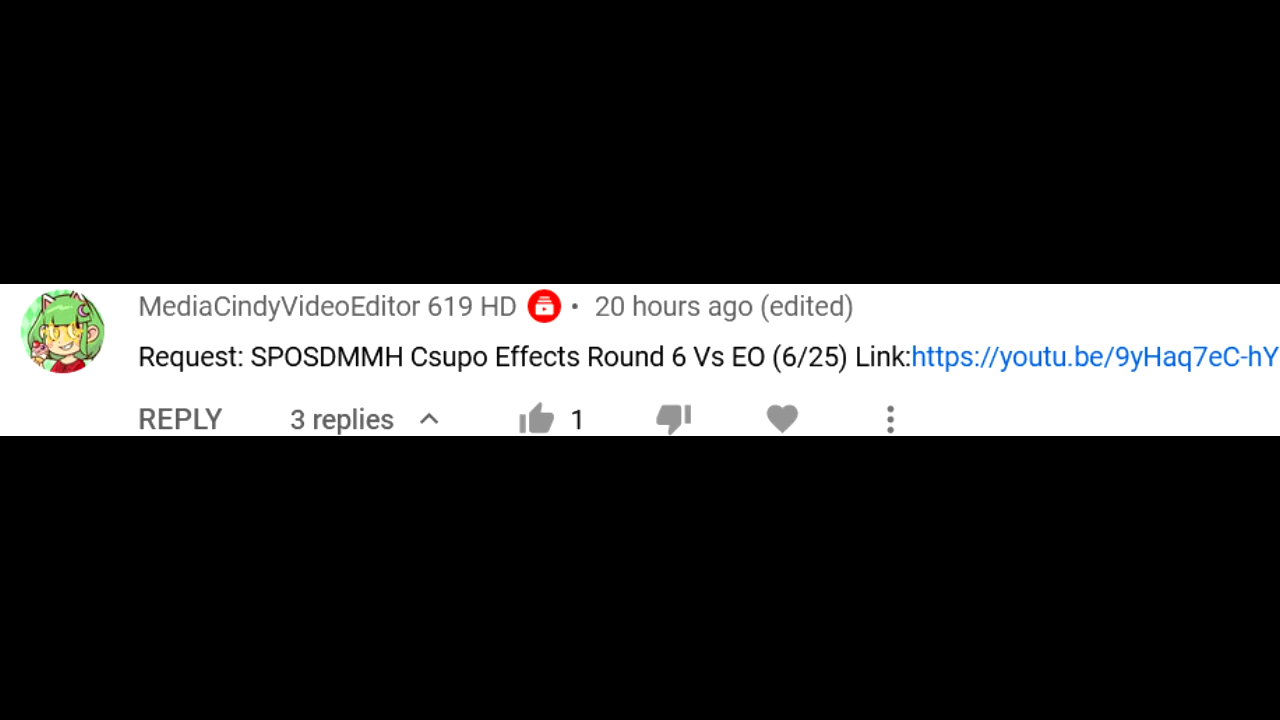 MediaCindyVideoEditor 619 HD • 20 hours ago (edited)
Request: SPOSDMMH Csupo Effects Round 6 Vs EO (6/25) Link:https://youtu.be/9yHaq7eC-hY
REPLY 3 replies 1